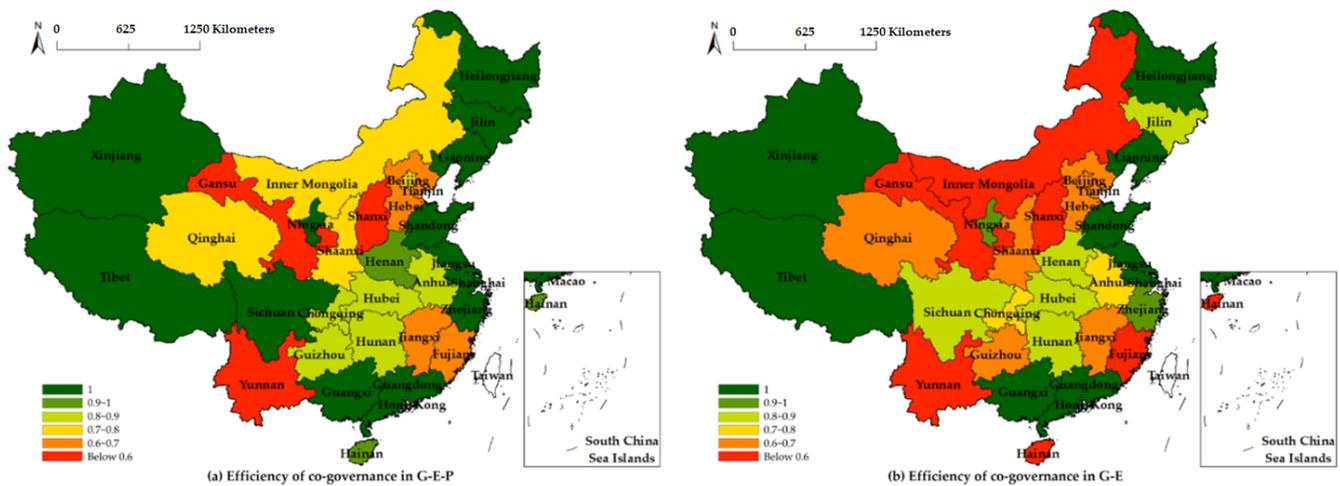 N
0 625 1250 Kilometers
Heilongjiang
Jilin
Liaoning
Xinjiang
Gansu
Inner Mongolia
Beijing
Tianjin
Hebei
Shanxi
Shandong
Ningxia
Qinghai
Shaanxi
Henan
Jiangsu
Tibet
Anhui
Shanghai
Hubei
Sichuan
Chongqing
Zhejiang
Hunan
Jiangxi
Guizhou
Fujian
Taiwan
Yunnan
Guangxi
Guangdong
Hong Kong
Hainan
Macao
Hainan
South China
Sea Islands
1
0.9~1
0.8~0.9
0.7~0.8
0.6~0.7
Below 0.6
(a) Efficiency of co-governance in G-E-P
N
0 625 1250 Kilometers
Heilongjiang
Jilin
Liaoning
Xinjiang
Gansu
Inner Mongolia
Beijing
Tianjin
Hebei
Shanxi
Shandong
Ningxia
Qinghai
Shaanxi
Henan
Jiangsu
Tibet
Anhui
Shanghai
Hubei
Sichuan
Chongqing
Zhejiang
Hunan
Jiangxi
Guizhou
Fujian
Taiwan
Yunnan
Guangxi
Guangdong
Hong Kong
Hainan
Macao
Hainan
South China
Sea Islands
1
0.9~1
0.8~0.9
0.7~0.8
0.6~0.7
Below 0.6
(b) Efficiency of co-governance in G-E